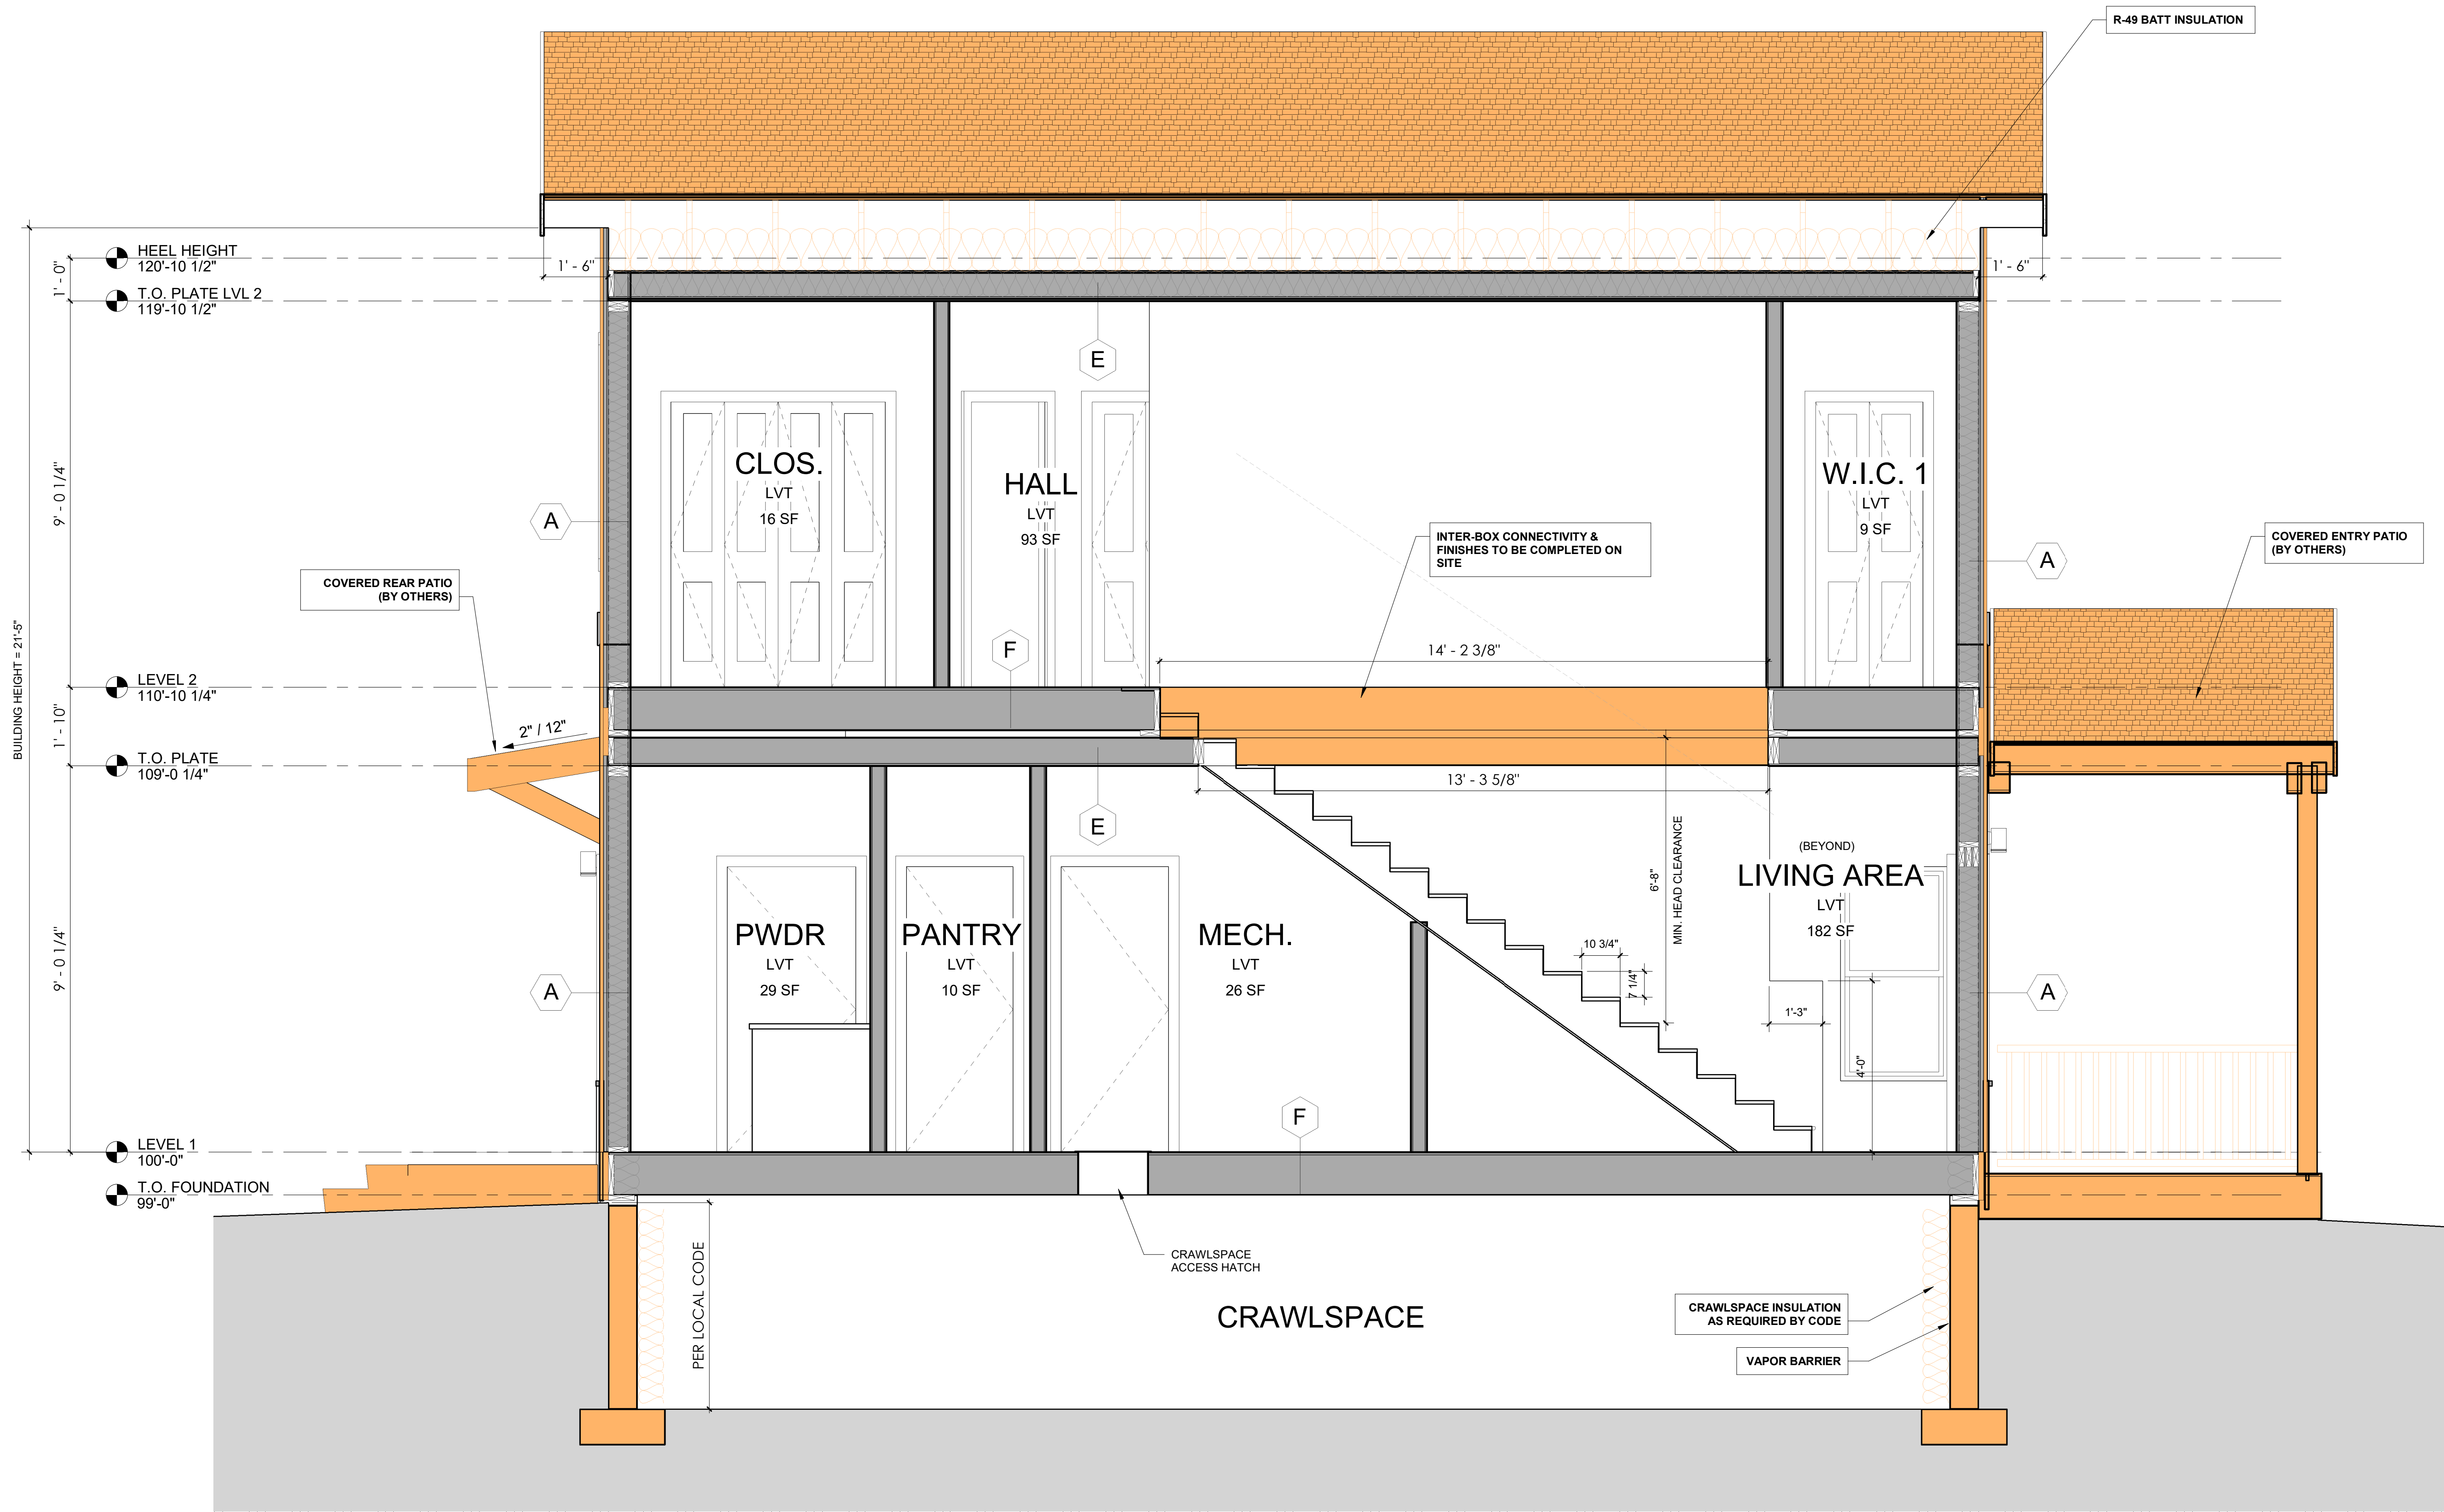 R-49 BATT INSULATION
HEEL HEIGHT
120'-10 1/2"
1' - 0"
1' - 6"
1' - 6"
T.O. PLATE LVL 2
119'-10 1/2"
E
9' - 0 1/4"
CLOS.
LVT
16 SF
HALL
LVT
93 SF
W.I.C. 1
LVT
9 SF
A
INTER-BOX CONNECTIVITY &
FINISHES TO BE COMPLETED ON
SITE
COVERED ENTRY PATIO
(BY OTHERS)
A
COVERED REAR PATIO
(BY OTHERS)
BUILDING HEIGHT = 21'-5"
F
14' - 2 3/8"
LEVEL 2
110'-10 1/4"
1' - 10"
2" / 12"
T.O. PLATE
109'-0 1/4"
13' - 3 5/8"
E
6'-8"
MIN. HEAD CLEARANCE
(BEYOND)
LIVING AREA
LVT
182 SF
9' - 0 1/4"
PWDR
LVT
29 SF
PANTRY
LVT
10 SF
MECH.
LVT
26 SF
10 3/4"
7 1/4"
A
A
1'-3"
4'-0"
F
LEVEL 1
100'-0"
T.O. FOUNDATION
99'-0"
PER LOCAL CODE
CRAWLSPACE
ACCESS HATCH
CRAWLSPACE
CRAWLSPACE INSULATION
AS REQUIRED BY CODE
VAPOR BARRIER